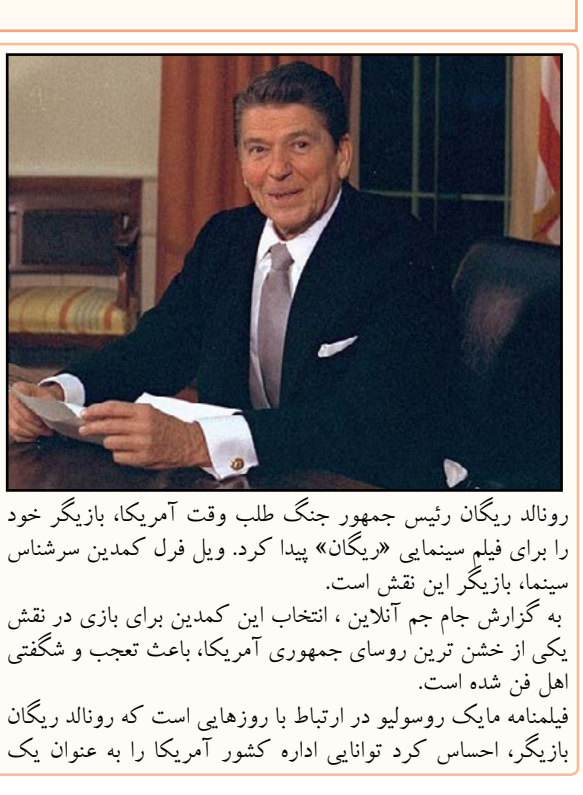 رونالد ریگان رئیس جمهور جنگ طلب وقت آمریکا، بازیگر خود
را برای فیلم سینمایی «ریگان» پیدا کرد. ویل فرل کمدین سرشناس
سینما، بازیگر این نقش است.
به گزارش جام جم آنلاین ، انتخاب این کمدین برای بازی در نقش
یکی از خشن ترین روسای جمهوری آمریکا، باعث تعجب و شگفتی
اهل فن شده است.
فیلمنامه مایک روسولیو در ارتباط با روزهایی است که رونالد ریگان
بازیگر، احساس کرد توانایی اداره کشور آمریکا را به عنوان یک